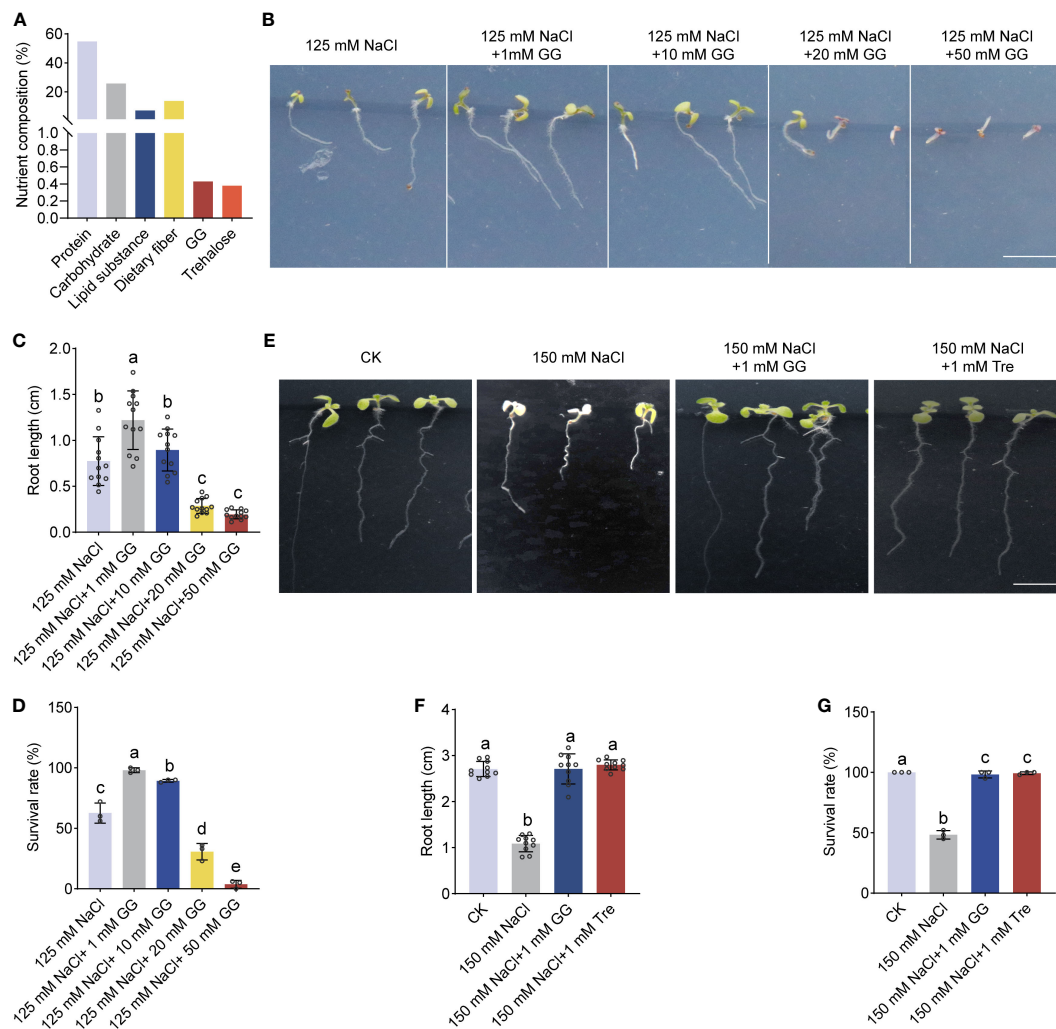 A
Nutrient composition (%)
60
40
20
1.0
0.8
0.6
0.4
0.2
0.0
Protein
Carbohydrate
Lipid substance
Dietary fiber
GG
Trehalose
B
125 mM NaCl
125 mM NaCl
+1mM GG
125 mM NaCl
+10 mM GG
125 mM NaCl
+20 mM GG
125 mM NaCl
+50 mM GG
C
Root length (cm)
2.0
1.5
1.0
0.5
0.0
b
a
b
c
c
125 mM NaCl
125 mM NaCl+1 mM GG
125 mM NaCl+10 mM GG
125 mM NaCl+20 mM GG
125 mM NaCl+50 mM GG
E
CK
150 mM NaCl
150 mM NaCl
+1 mM GG
150 mM NaCl
+1 mM Tre
D
Survival rate (%)
150
100
50
0
c
a
b
d
e
125 mM NaCl
125 mM NaCl+ 1 mM GG
125 mM NaCl+ 10 mM GG
125 mM NaCl+ 20 mM GG
125 mM NaCl+ 50 mM GG
F
Root length (cm)
4
3
2
1
0
a
b
a
a
CK
150 mM NaCl
150 mM NaCl+1 mM GG
150 mM NaCl+1 mM Tre
G
Survival rate (%)
150
100
50
0
a
b
c
c
CK
150 mM NaCl
150 mM NaCl+1 mM GG
150 mM NaCl+1 mM Tre